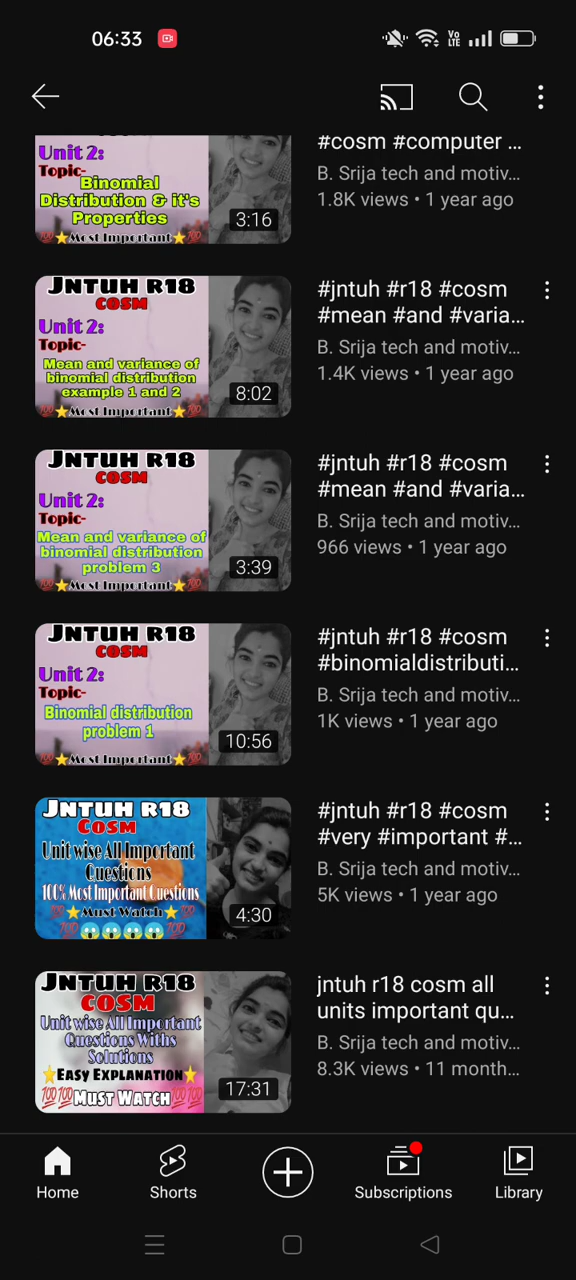 06:33
Vo
LTE
#cosm #computer ...
Unit 2:
Topic-
Binomial
Distribution & it's
Properties
Most Important
3:16
B. Srija tech and motiv...
1.8K views • 1 year ago
JNTUH R18
COSM
Unit 2:
Topic-
Mean and variance of
binomial distribution
example 1 and 2
Most Important
8:02
#jntuh #r18 #cosm
#mean #and #varia...
B. Srija tech and motiv...
1.4K views • 1 year ago
JNTUH R18
COSM
Unit 2:
Topic-
Mean and variance of
binomial distribution
problem 3
Most Important
3:39
#jntuh #r18 #cosm
#mean #and #varia...
B. Srija tech and motiv...
966 views • 1 year ago
JNTUH R18
COSM
Unit 2:
Topic-
Binomial distribution
problem 1
Most Important
10:56
#jntuh #r18 #cosm
#binomialdistributi...
B. Srija tech and motiv...
1K views • 1 year ago
JNTUH R18
COSM
Unit wise All Important
Questions
100% Most Important Questions
Must Watch
4:30
#jntuh #r18 #cosm
#very #important #...
B. Srija tech and motiv...
5K views • 1 year ago
JNTUH R18
COSM
Unit wise All Important
Questions Withs
Solutions
Easy Explanation
Must Watch
17:31
jntuh r18 cosm all
units important qu...
B. Srija tech and motiv...
8.3K views • 11 month...
Home
Shorts
Subscriptions
Library